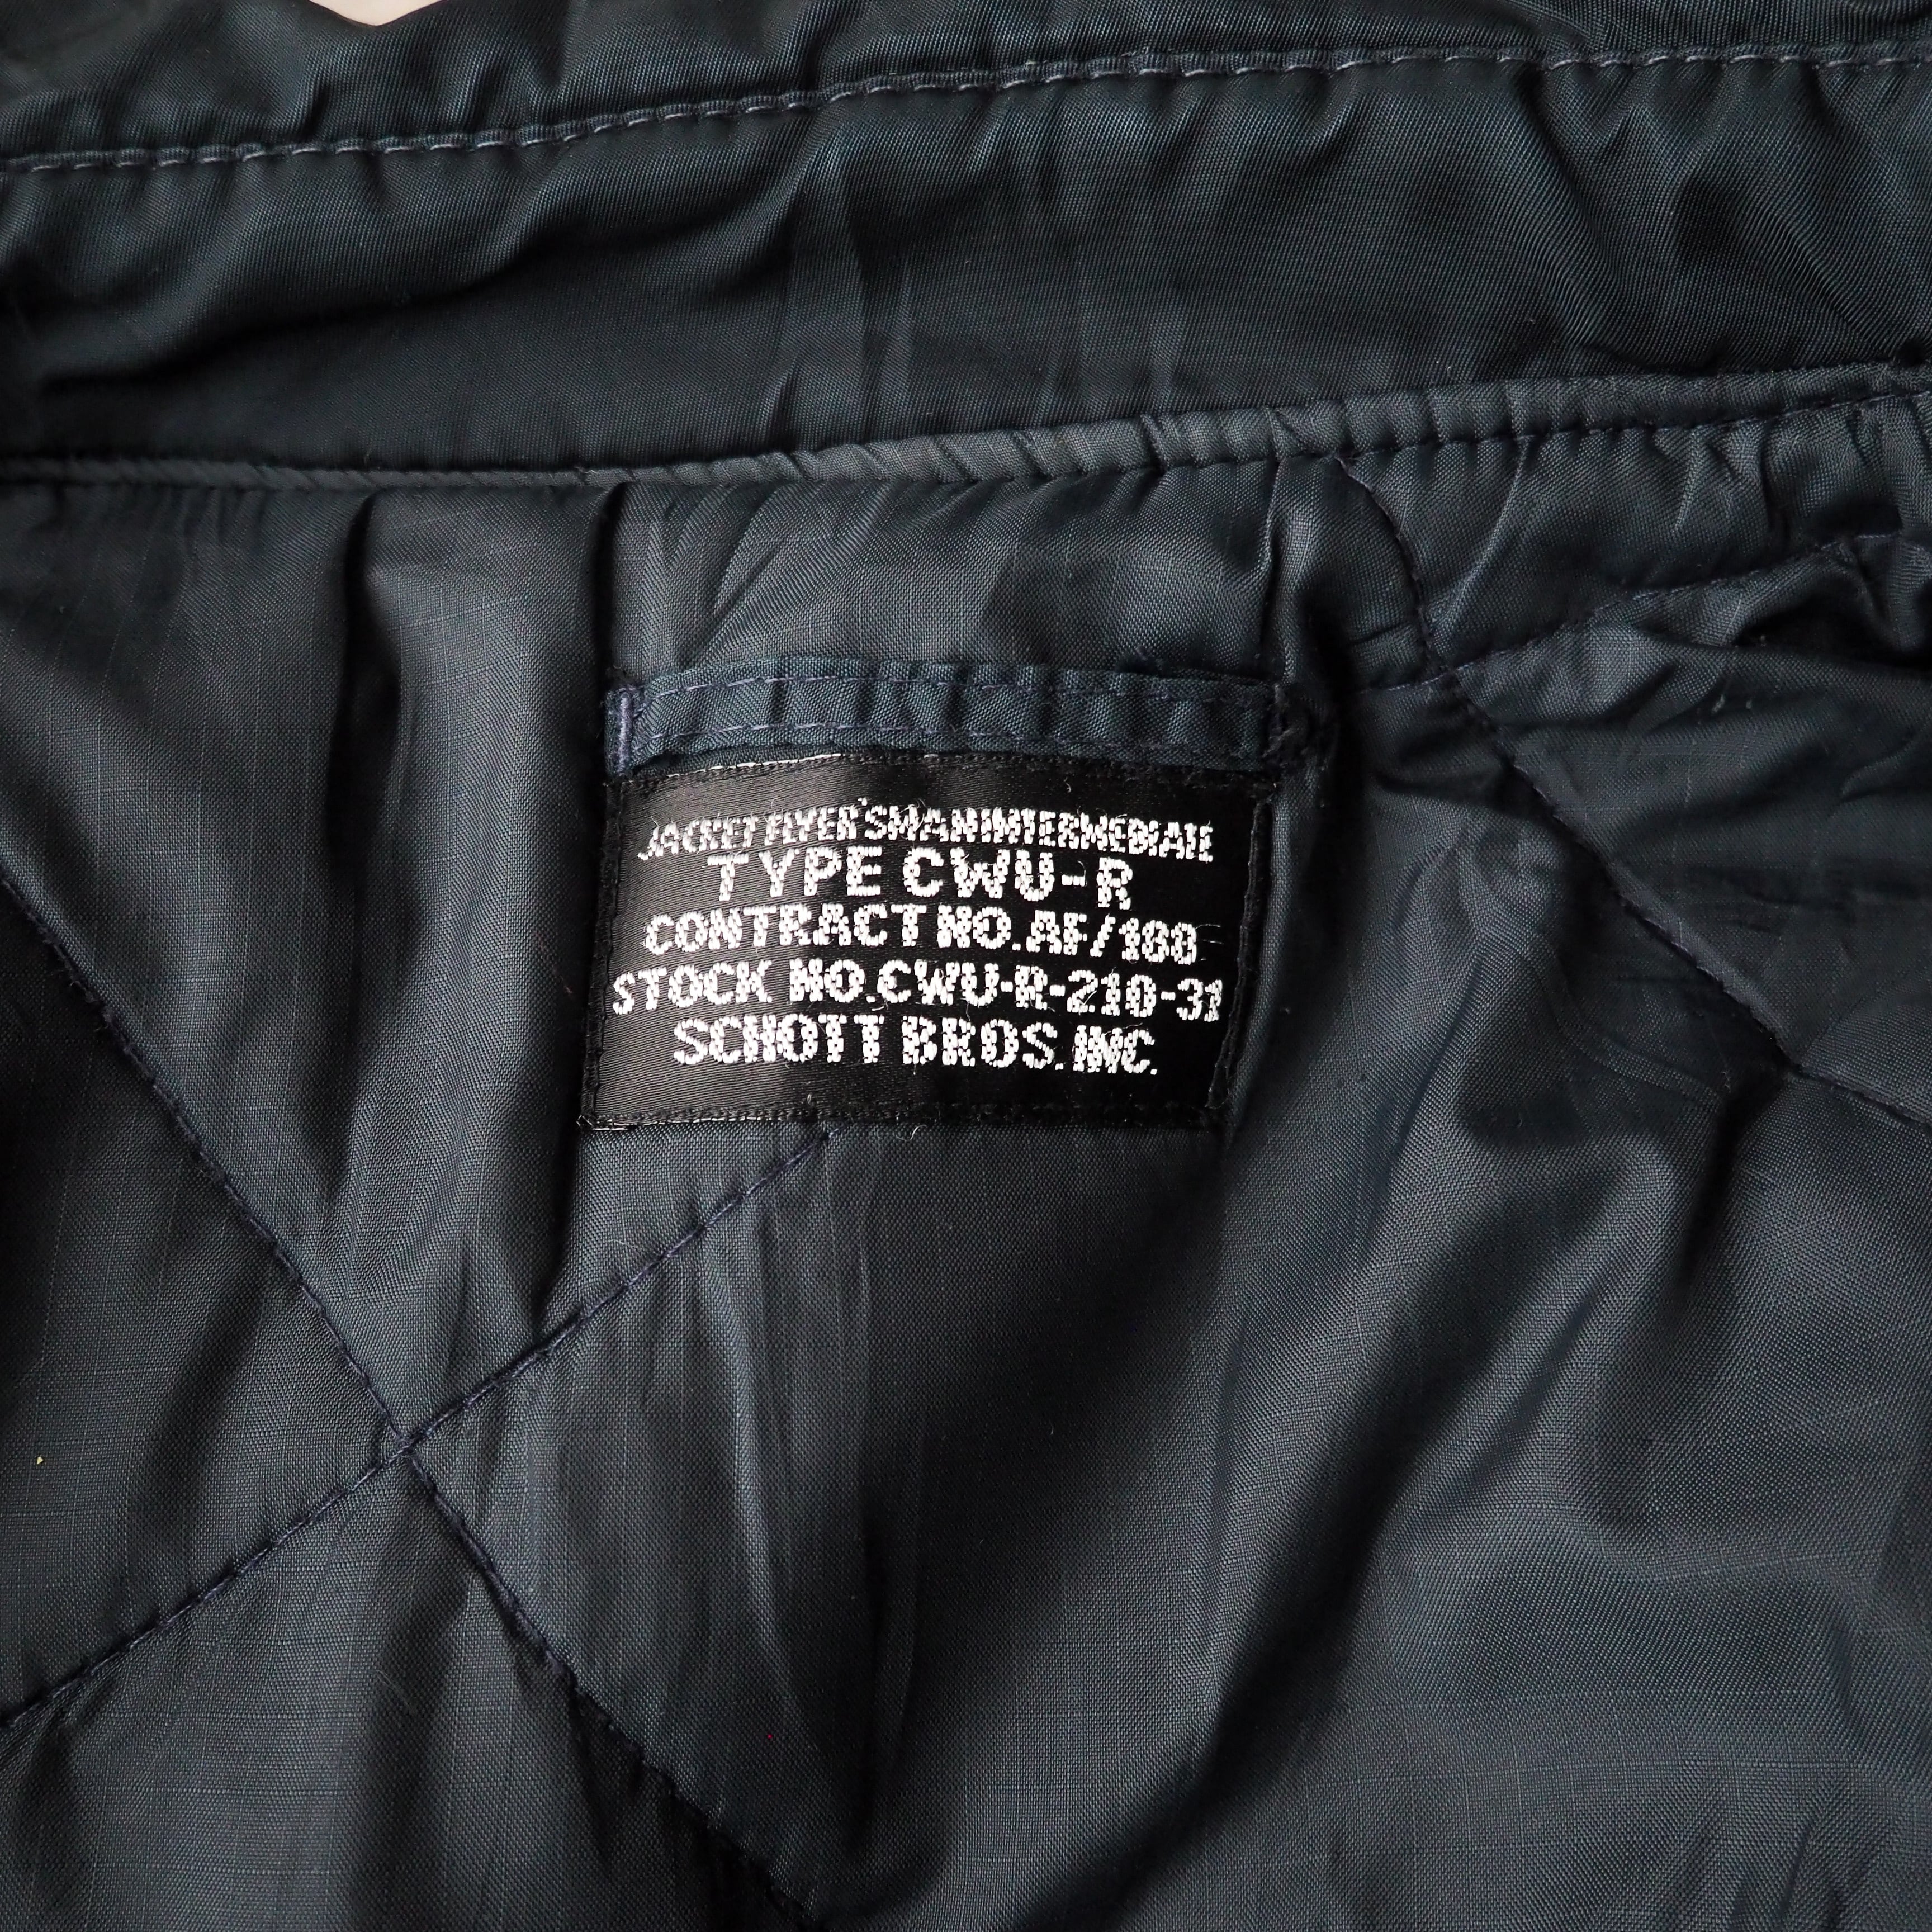 JACKET FLYER'S MAN INTERMEDIATE
TYPE CWU-R
CONTRACT NO. AF/188
STOCK NO. CWU-R-210-31
SCHOTT BROS. INC.